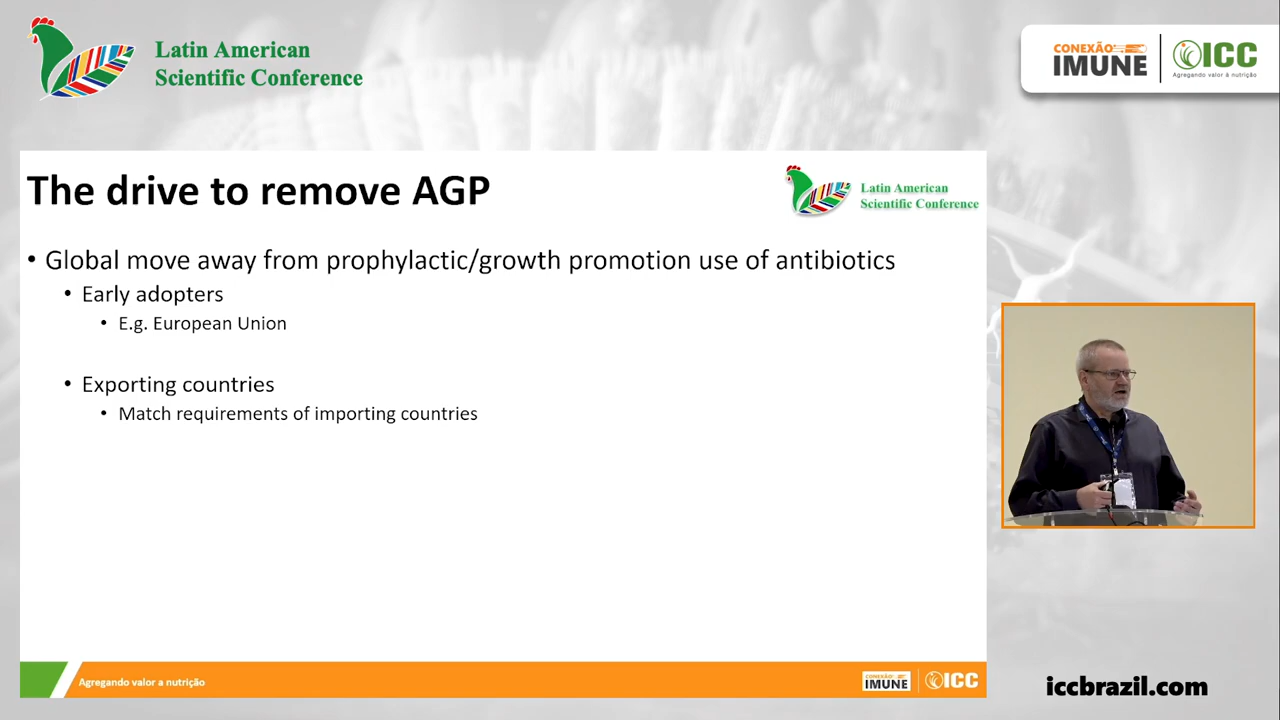 Latin American
Scientific Conference
CONEXÃO
IMUNE
ICC
Agregando valor à nutrição
The drive to remove AGP
Latin American
Scientific Conference
• Global move away from prophylactic/growth promotion use of antibiotics
• Early adopters
• E.g. European Union
• Exporting countries
• Match requirements of importing countries
Agregando valor a nutrição
CONEXÃO
IMUNE
ICC
iccbrazil.com